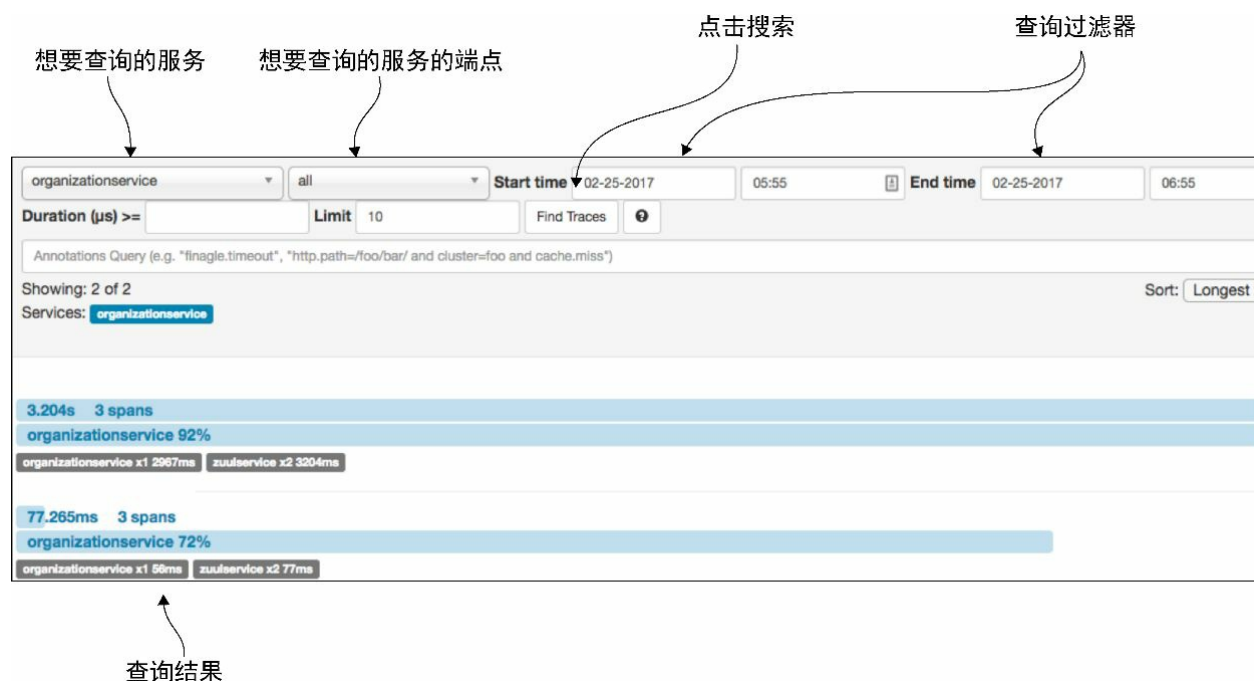 点击搜索 查询过滤器
想要查询的服务 想要查询的服务的端点
organizationservice all Start time 02-25-2017 05:55 End time 02-25-2017 06:55
Duration (μs) >= Limit 10 Find Traces ?
Annotations Query (e.g. "finagle.timeout", "http.path=/foo/bar/ and cluster=foo and cache.miss")
Showing: 2 of 2 Sort: Longest
Services: organizationservice
3.204s 3 spans
organizationservice 92%
organizationservice x1 2967ms zuulservice x2 3204ms
77.265ms 3 spans
organizationservice 72%
organizationservice x1 56ms zuulservice x2 77ms
查询结果